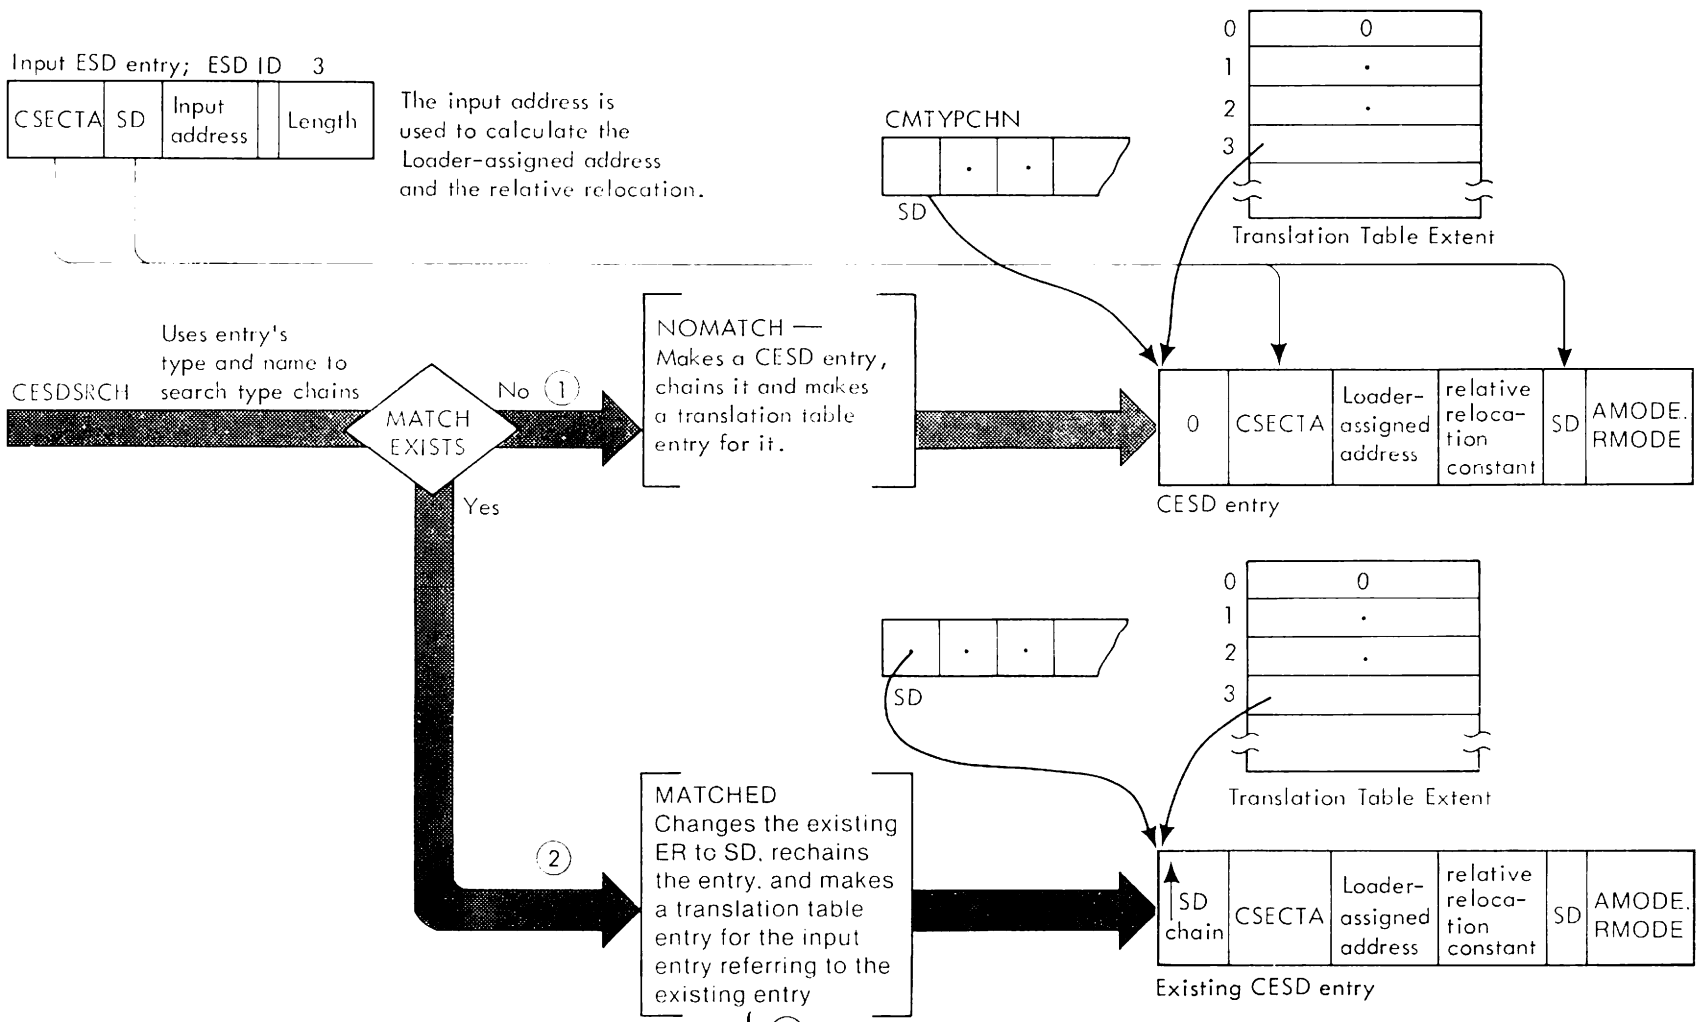 Input ESD entry; ESD ID 3
CSECTA
SD
Input
address
Length
The input address is
used to calculate the
Loader-assigned address
and the relative relocation.
CMTYPCHN
SD
0
0
1
2
3
Translation Table Extent
CESDSRCH
Uses entry's
type and name to
search type chains
MATCH
EXISTS
No
1
Yes
NOMATCH —
Makes a CESD entry,
chains it and makes
a translation table
entry for it.
0
CSECTA
Loader-
assigned
address
relative
reloca-
tion
constant
SD
AMODE.
RMODE
CESD entry
SD
0
0
1
2
3
Translation Table Extent
2
MATCHED
Changes the existing
ER to SD, rechains
the entry. and makes
a translation table
entry for the input
entry referring to the
existing entry
SD
chain
CSECTA
Loader-
assigned
address
relative
reloca-
tion
constant
SD
AMODE.
RMODE
Existing CESD entry